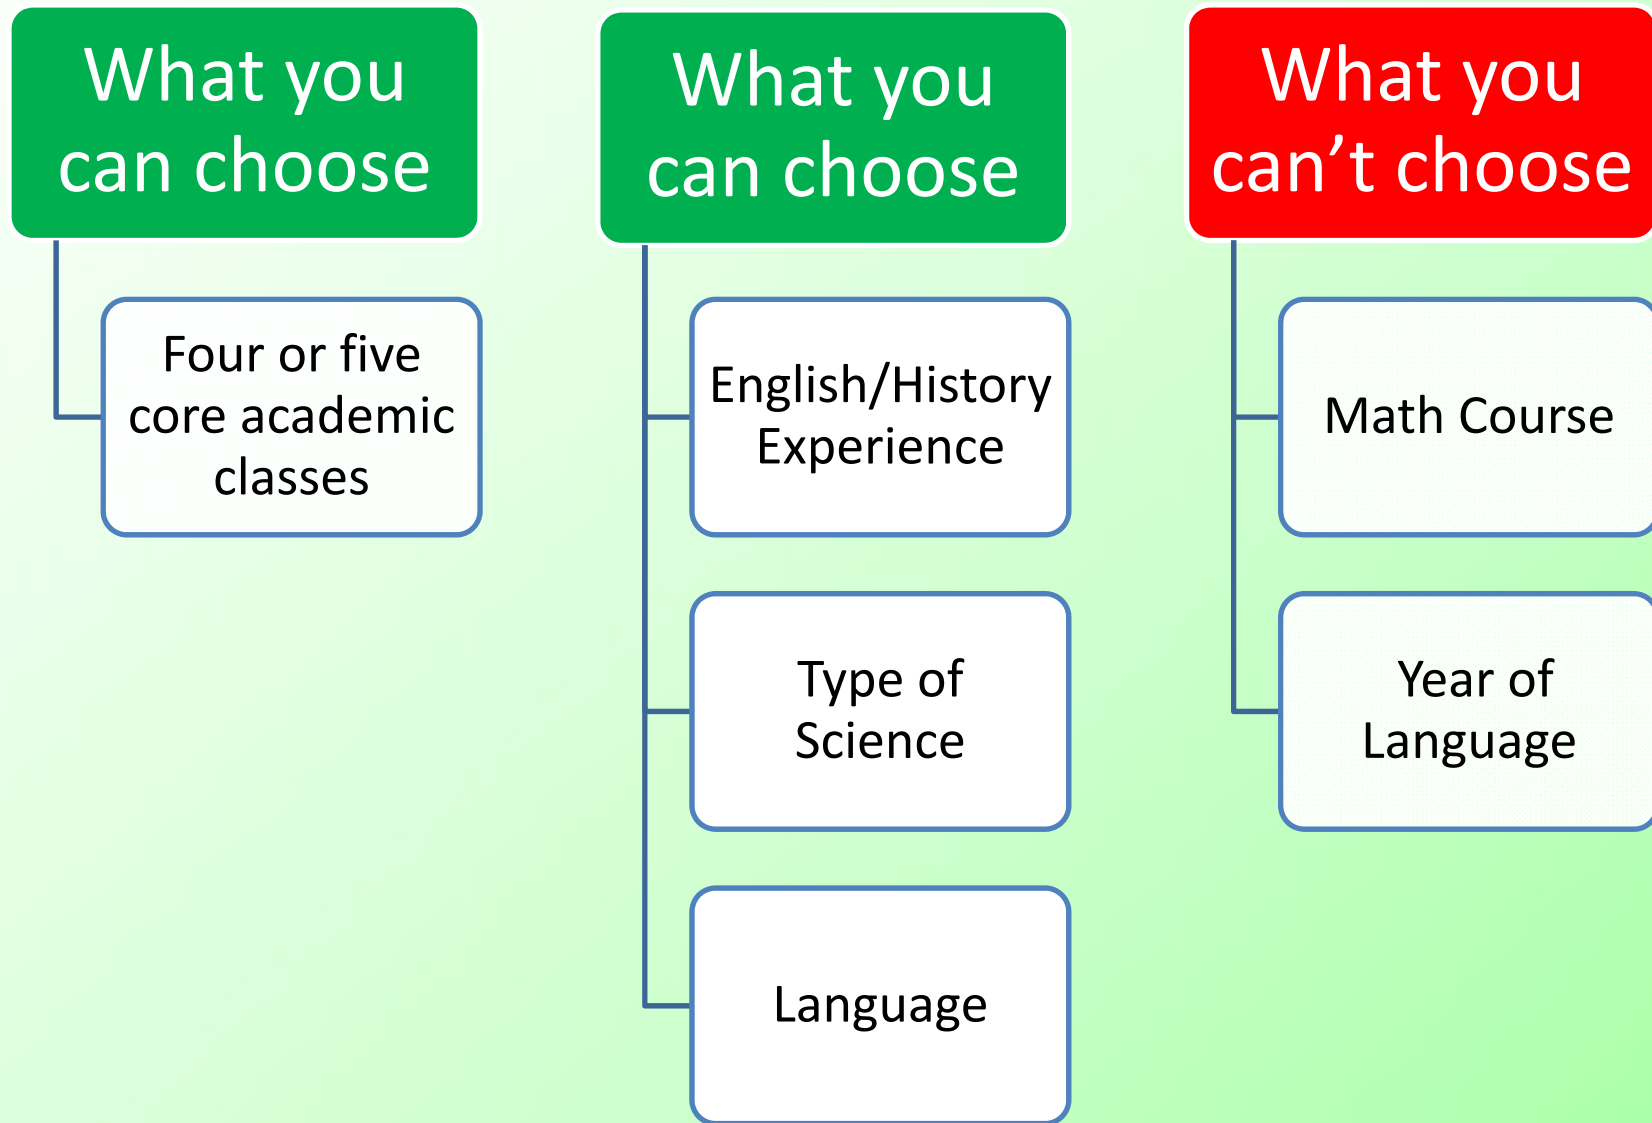 What you
can choose
Four or five
core academic
classes
What you
can choose
English/History
Experience
Type of
Science
Language
What you
can’t choose
Math Course
Year of
Language